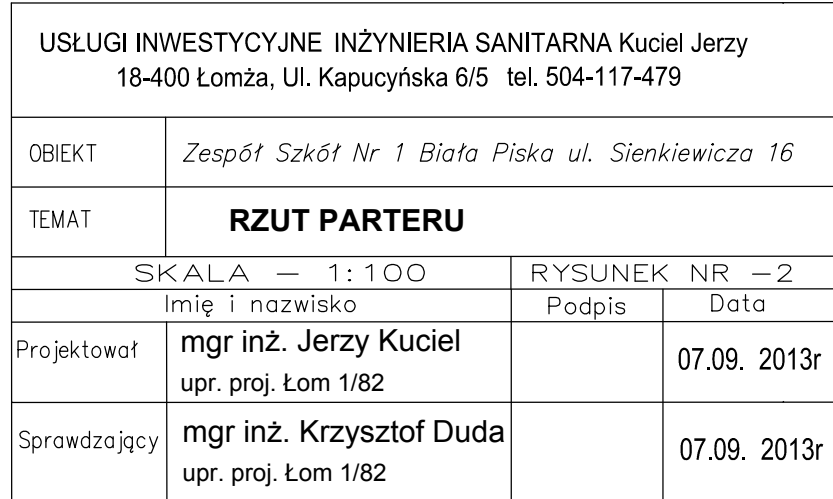 USŁUGI INWESTYCYJNE INŻYNIERIA SANITARNA Kuciel Jerzy
18-400 Łomża, Ul. Kapucyńska 6/5 tel. 504-117-479
OBIEKT Zespół Szkół Nr 1 Biała Piska ul. Sienkiewicza 16
TEMAT RZUT PARTERU
SKALA – 1:100 RYSUNEK NR –2
Imię i nazwisko Podpis Data
Projektował mgr inż. Jerzy Kuciel 07.09. 2013r
upr. proj. Łom 1/82
Sprawdzający mgr inż. Krzysztof Duda 07.09. 2013r
upr. proj. Łom 1/82